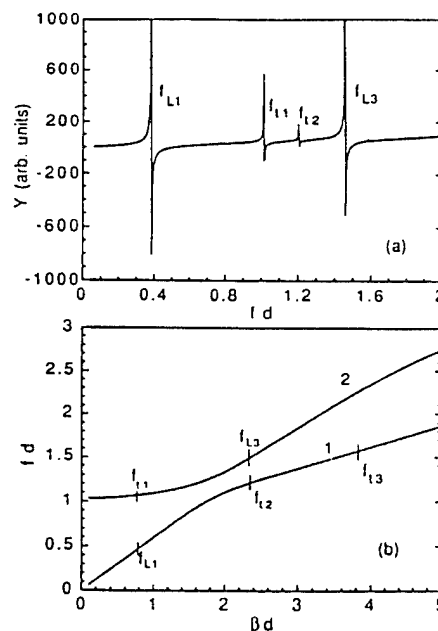 1000
600
200
-200
-600
-1000
Y (arb. units)
f_L1
f_t1
f_t2
f_L3
(a)
0
0.4
0.8
1.2
1.6
2
f d
3
2.5
2
1.5
1
0.5
0
f d
f_t1
f_L3
2
1
f_L1
f_t2
f_t3
(b)
0
1
2
3
4
5
βd